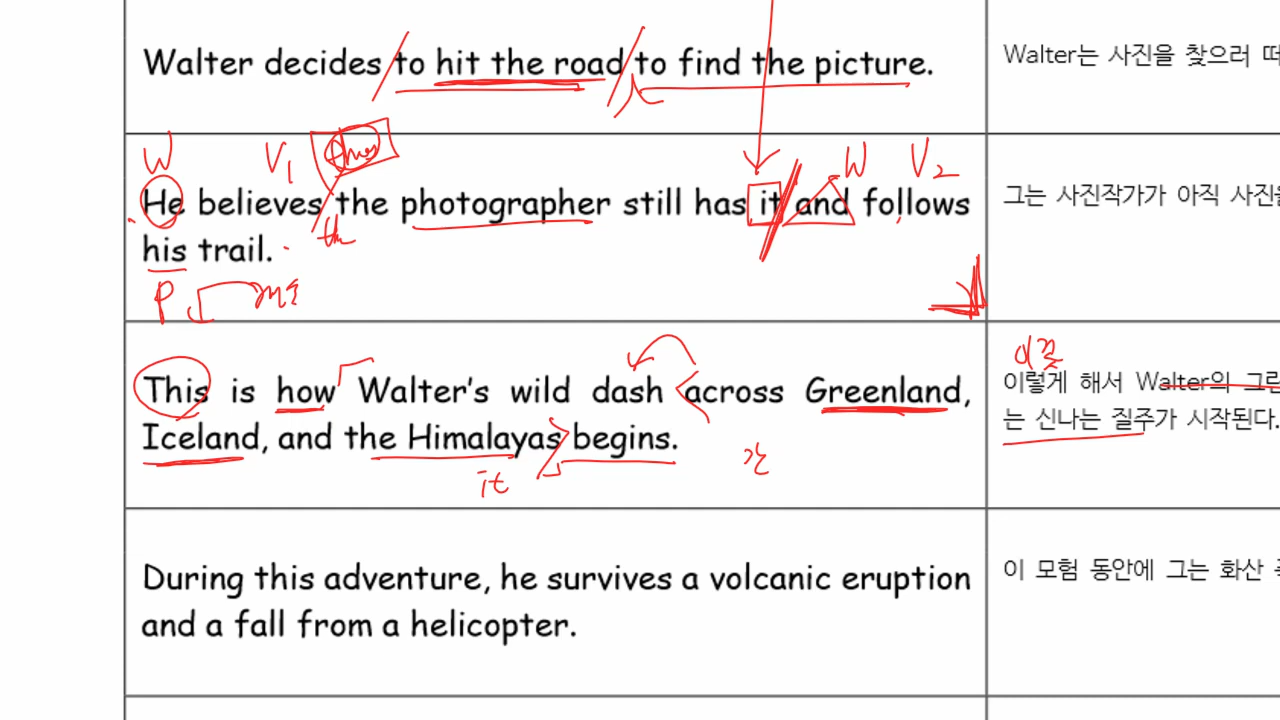 Walter decides to hit the road to find the picture.
Walter는 사진을 찾으러
W V1 V2
He believes the photographer still has it and follows
그는 사진작가가 아직
his trail.
P
이렇게 해서 Walter의
This is how Walter's wild dash across Greenland,
는 신나는 질주가 시작된다.
Iceland, and the Himalayas begins.
it
During this adventure, he survives a volcanic eruption
이 모험 동안에 그는 화산
and a fall from a helicopter.